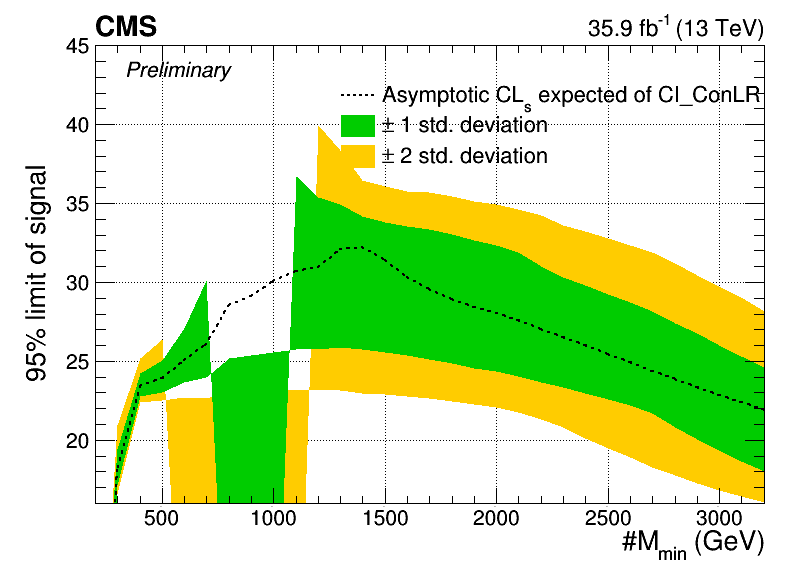 CMS
35.9 fb-1 (13 TeV)
Preliminary
Asymptotic CLs expected of CI_ConLR
± 1 std. deviation
± 2 std. deviation
95% limit of signal
45
40
35
30
25
20
500
1000
1500
2000
2500
3000
#Mmin (GeV)